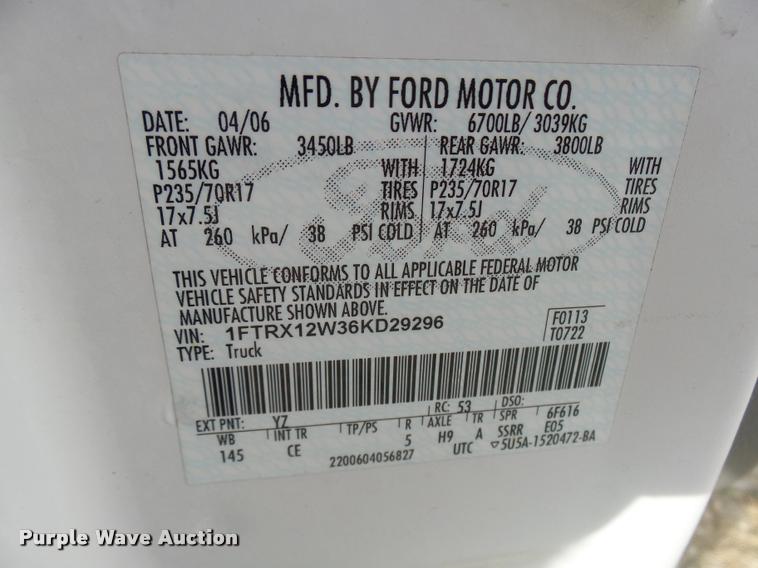 MFD. BY FORD MOTOR CO.
DATE: 04/06 GVWR: 6700LB/ 3039KG
FRONT GAWR: 3450LB REAR GAWR: 3800LB
1565KG WITH 1724KG WITH
P235/70R17 TIRES P235/70R17 TIRES
17x7.5J RIMS 17x7.5J RIMS
AT 260 kPa/ 38 PSI COLD AT 260 kPa/ 38 PSI COLD
Ford
THIS VEHICLE CONFORMS TO ALL APPLICABLE FEDERAL MOTOR
VEHICLE SAFETY STANDARDS IN EFFECT ON THE DATE OF
MANUFACTURE SHOWN ABOVE.
VIN: 1FTRX12W36KD29296 F0113
TYPE: Truck T0722
EXT PNT: YZ RC: 53 DSO:
WB INT TR TP/PS R AXLE TR SPR 6F616
145 CE 5 H9 A SSRR E05
2200604056827 UTC ▽5U5A-1520472-BA
Purple Wave Auction